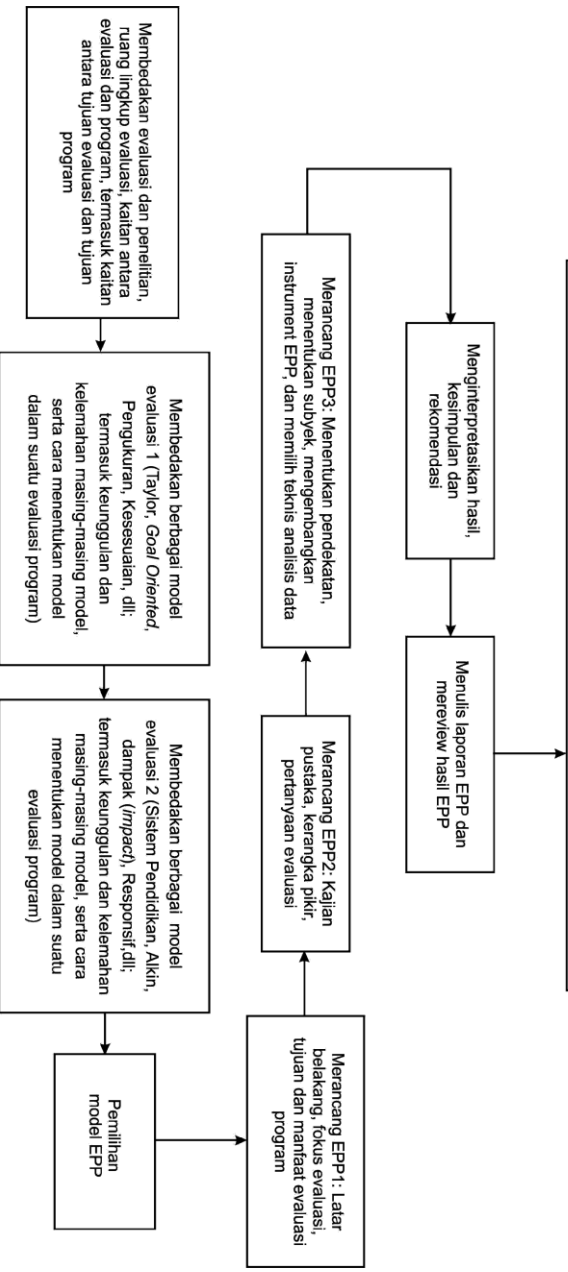 Membedakan evaluasi dan penelitian,
ruang lingkup evaluasi, kaitan antara
evaluasi dan program, termasuk kaitan
antara tujuan evaluasi dan tujuan
program
Membedakan berbagai model
evaluasi 1 (Taylor, Goal Oriented,
Pengukuran, Kesesuaian, dll;
termasuk keunggulan dan
kelemahan masing-masing model,
serta cara menentukan model
dalam suatu evaluasi program)
Membedakan berbagai model
evaluasi 2 (Sistem Pendidikan, Alkin,
dampak (impact), Responsif,dll;
termasuk keunggulan dan kelemahan
masing-masing model, serta cara
menentukan model dalam suatu
evaluasi program)
Pemilihan
model EPP
Merancang EPP1: Latar
belakang, fokus evaluasi,
tujuan dan manfaat evaluasi
program
Merancang EPP2: Kajian
pustaka, kerangka pikir,
pertanyaan evaluasi
Merancang EPP3: Menentukan pendekatan,
menentukan subyek, mengembangkan
instrument EPP, dan memilih teknis analisis data
Menginterpretasikan hasil,
kesimpulan dan
rekomendasi
Menulis laporan EPP dan
mereview hasil EPP